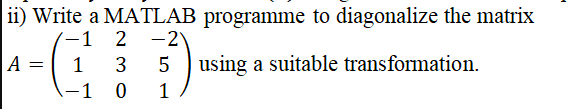 ii) Write a MATLAB programme to diagonalize the matrix
-1 2 -2
A = 1 3 5 using a suitable transformation.
-1 0 1